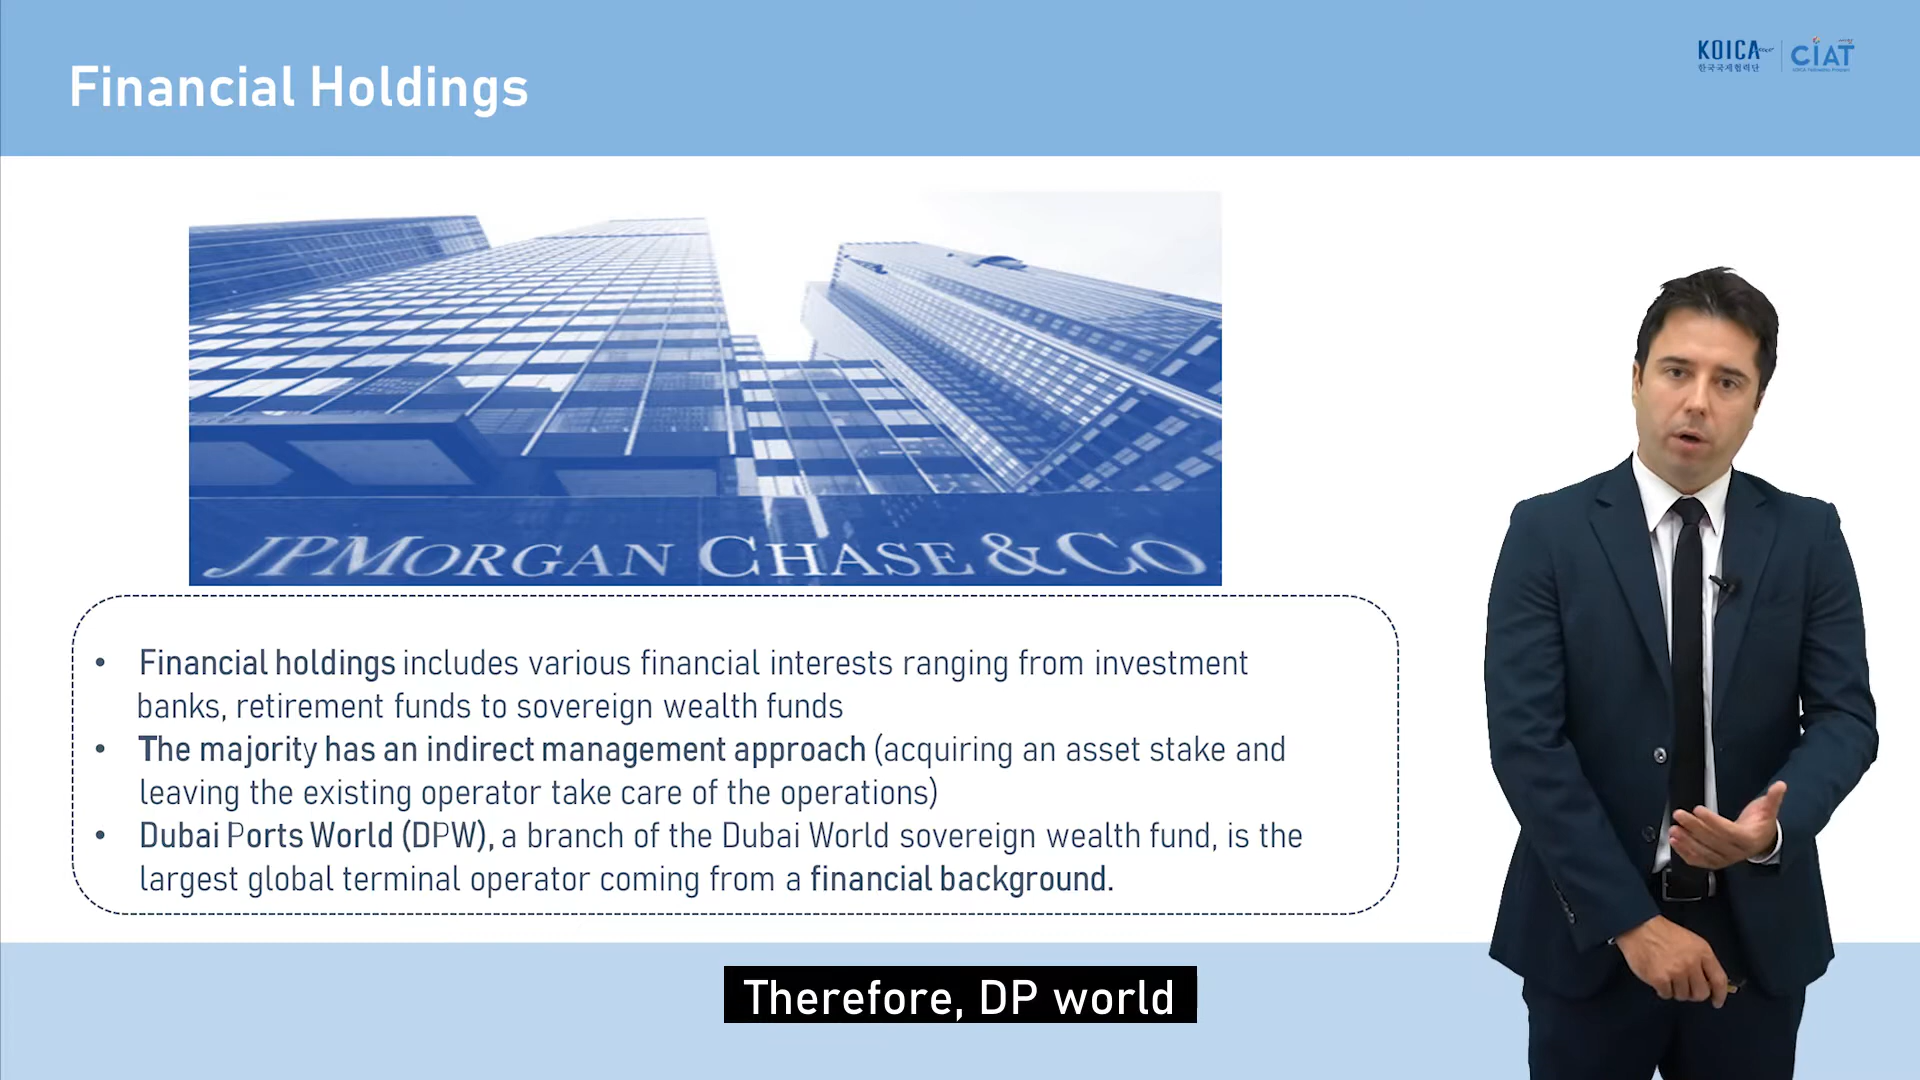 Financial Holdings
KOICA
한국국제협력단
CIAT
JPMORGAN CHASE & CO
• Financial holdings includes various financial interests ranging from investment
banks, retirement funds to sovereign wealth funds
• The majority has an indirect management approach (acquiring an asset stake and
leaving the existing operator take care of the operations)
• Dubai Ports World (DPW), a branch of the Dubai World sovereign wealth fund, is the
largest global terminal operator coming from a financial background.
Therefore, DP world